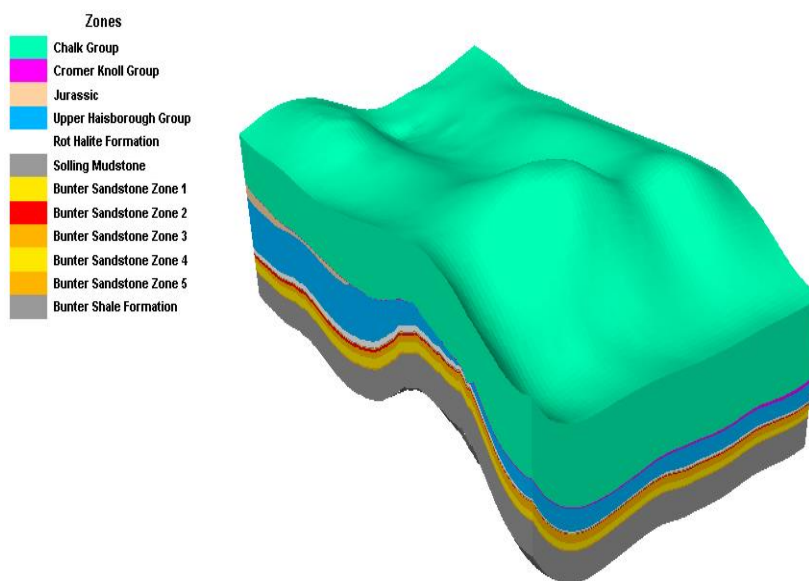 Zones
Chalk Group
Cromer Knoll Group
Jurassic
Upper Haisborough Group
Rot Halite Formation
Solling Mudstone
Bunter Sandstone Zone 1
Bunter Sandstone Zone 2
Bunter Sandstone Zone 3
Bunter Sandstone Zone 4
Bunter Sandstone Zone 5
Bunter Shale Formation